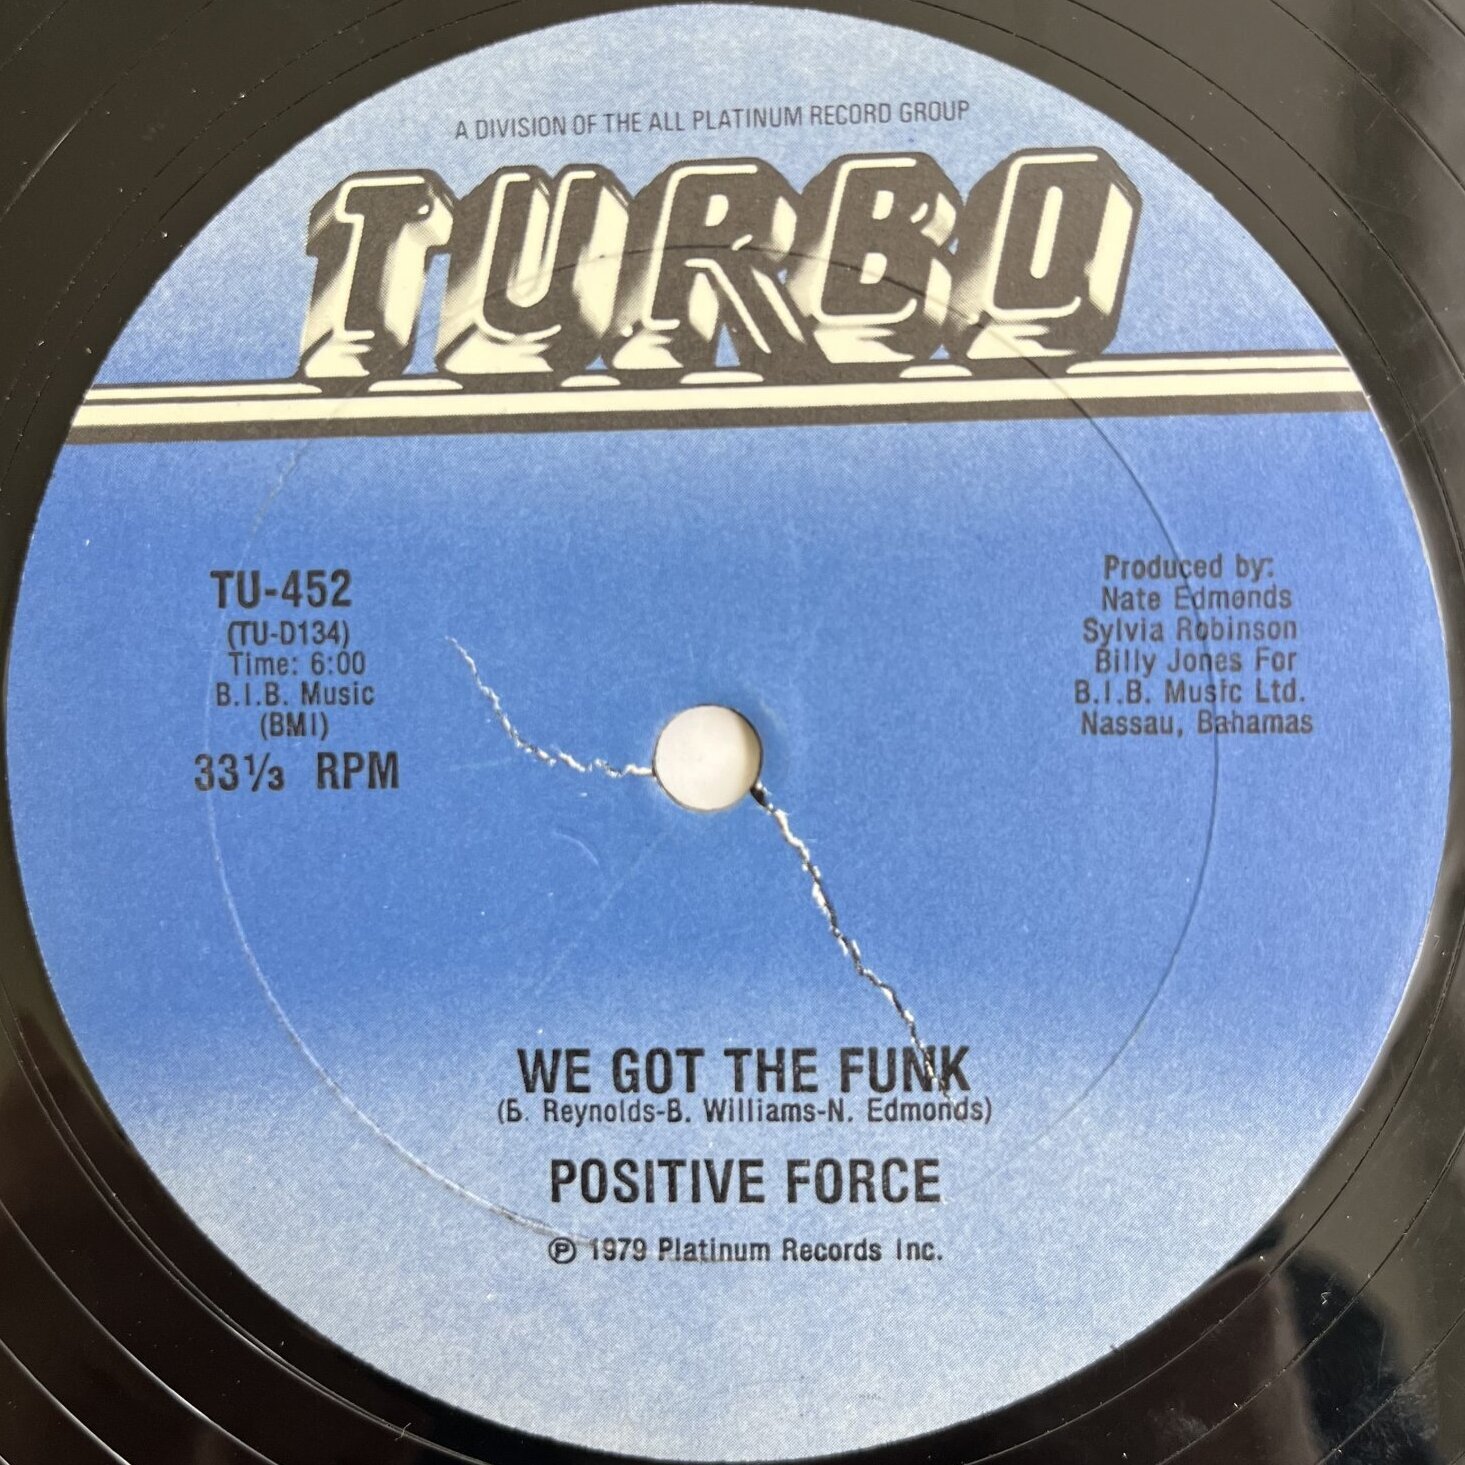 A DIVISION OF THE ALL PLATINUM RECORD GROUP
TURBO
TU-452
(TU-D134)
Time: 6:00
B.I.B. Music
(BMI)
33⅓ RPM
Produced by:
Nate Edmonds
Sylvia Robinson
Billy Jones For
B.I.B. Music Ltd.
Nassau, Bahamas
WE GOT THE FUNK
(B. Reynolds-B. Williams-N. Edmonds)
POSITIVE FORCE
℗ 1979 Platinum Records Inc.